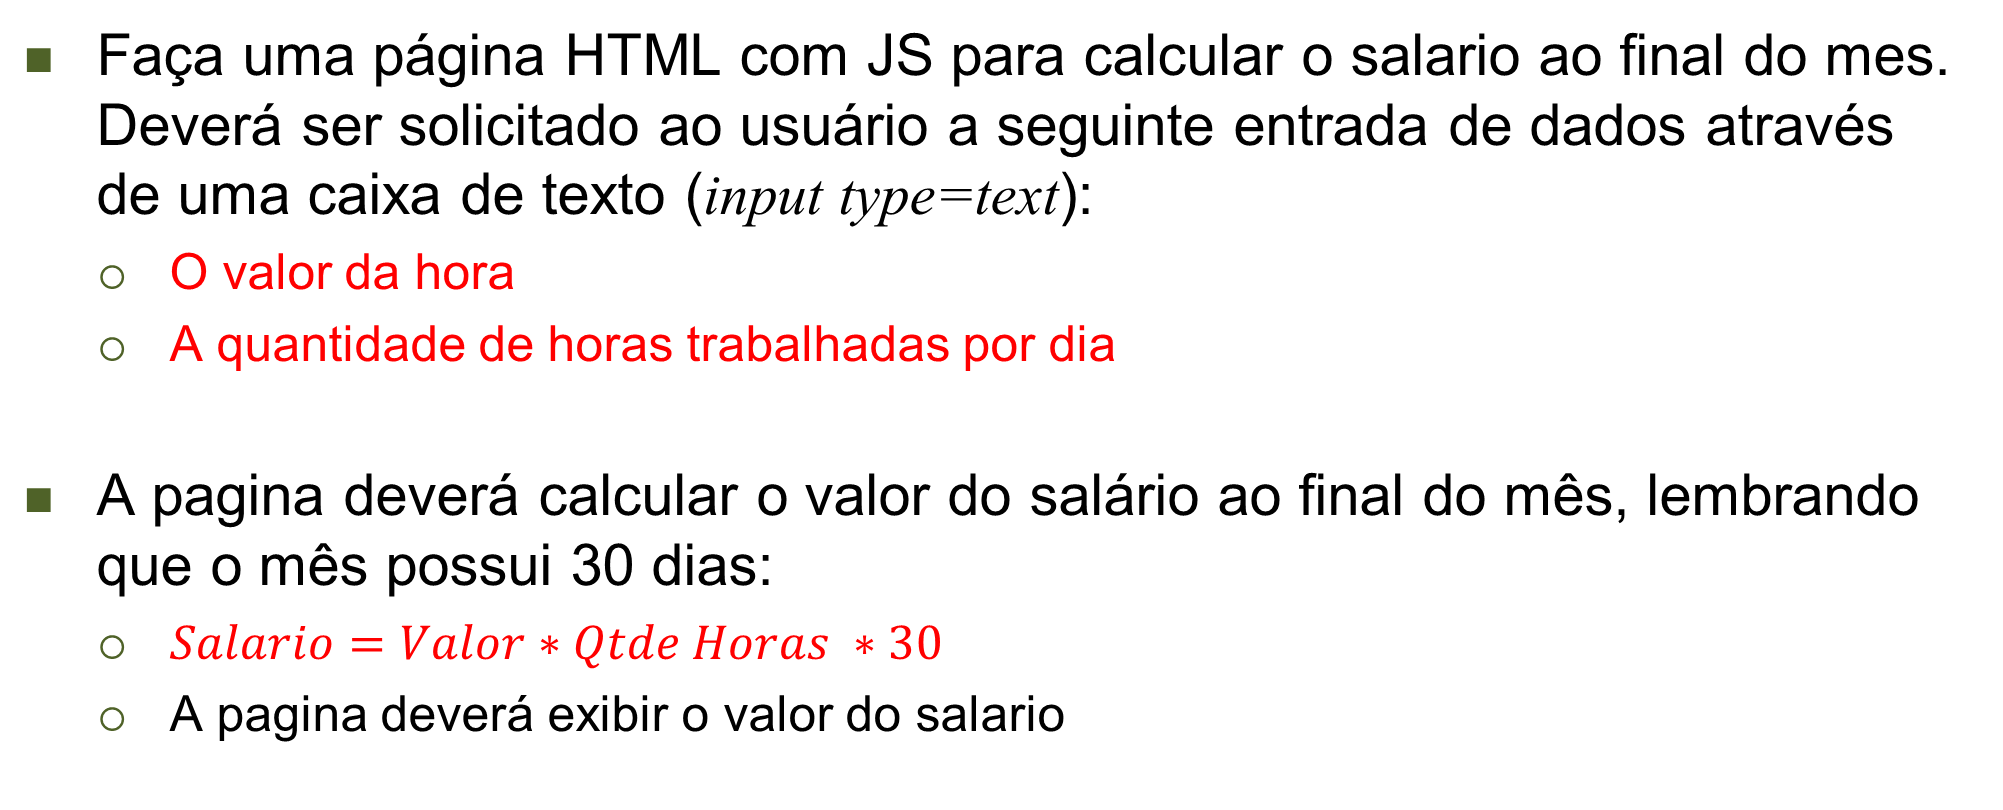 Faça uma página HTML com JS para calcular o salario ao final do mes.
Deverá ser solicitado ao usuário a seguinte entrada de dados através
de uma caixa de texto (input type=text):
O valor da hora
A quantidade de horas trabalhadas por dia
A pagina deverá calcular o valor do salário ao final do mês, lembrando
que o mês possui 30 dias:
Salario = Valor ∗ Qtde Horas ∗ 30
A pagina deverá exibir o valor do salario